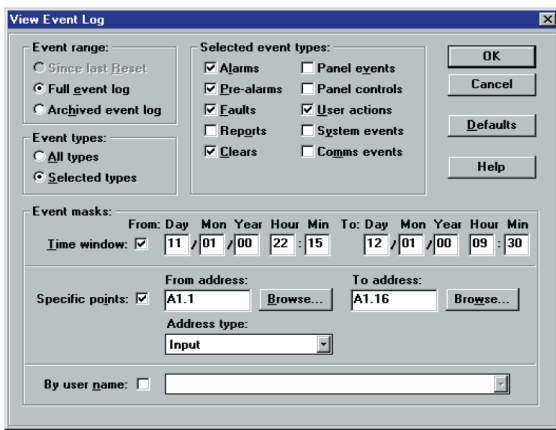 View Event Log
Event range:
Since last Reset
Full event log
Archived event log
Event types:
All types
Selected types
Selected event types:
Alarms
Pre-alarms
Faults
Reports
Clears
Panel events
Panel controls
User actions
System events
Comms events
OK
Cancel
Defaults
Help
Event masks:
From: Day Mon Year Hour Min To: Day Mon Year Hour Min
Time window: 11 / 01 / 00 22 : 15 12 / 01 / 00 09 : 30
From address: To address:
Specific points: A1.1 Browse... A1.16 Browse...
Address type:
Input
By user name: